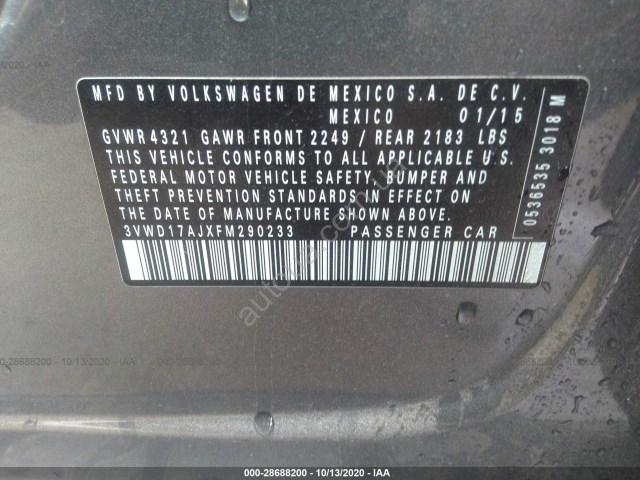 MFD BY VOLKSWAGEN DE MEXICO S.A. DE C.V.
MEXICO 01/15
GVWR 4321 GAWR FRONT 2249 / REAR 2183 LBS
THIS VEHICLE CONFORMS TO ALL APPLICABLE U.S.
FEDERAL MOTOR VEHICLE SAFETY, BUMPER AND
THEFT PREVENTION STANDARDS IN EFFECT ON
THE DATE OF MANUFACTURE SHOWN ABOVE.
3VWD17AJXFM290233 PASSENGER CAR
0536535 3018 M
000-28688200 • 10/13/2020 • IAA